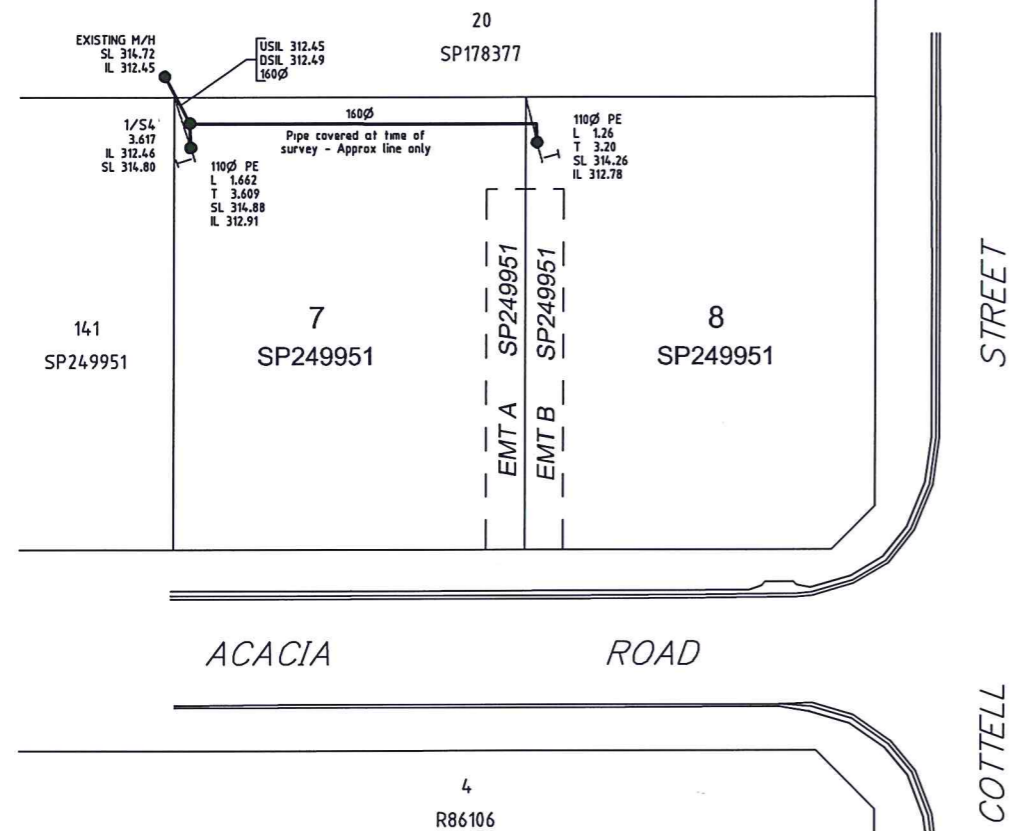 20
SP178377
EXISTING M/H
SL 314.72
IL 312.45
USIL 312.45
DSIL 312.49
160Ø
1/S4
3.617
IL 312.46
SL 314.80
160Ø
Pipe covered at time of
survey - Approx line only
110Ø PE
L 1.26
T 3.20
SL 314.26
IL 312.78
110Ø PE
L 1.662
T 3.609
SL 314.88
IL 312.91
141
SP249951
7
SP249951
EMT A SP249951
EMT B SP249951
8
SP249951
STREET
ACACIA ROAD
COTTELL
4
R86106